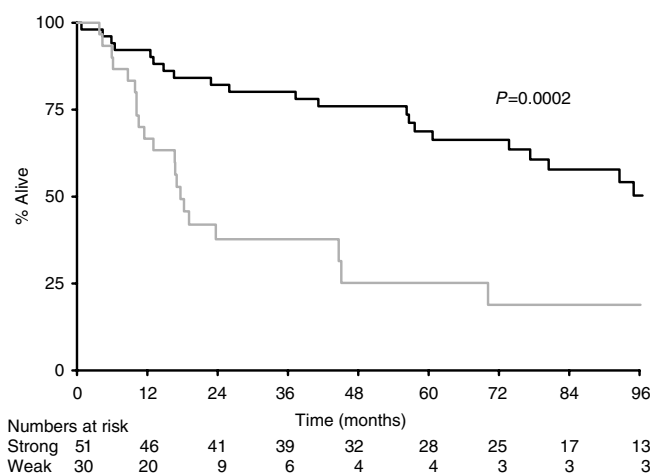 100
75
50
25
0
% Alive
P=0.0002
0 12 24 36 48 60 72 84 96
Time (months)
Numbers at risk
Strong 51 46 41 39 32 28 25 17 13
Weak 30 20 9 6 4 4 3 3 3